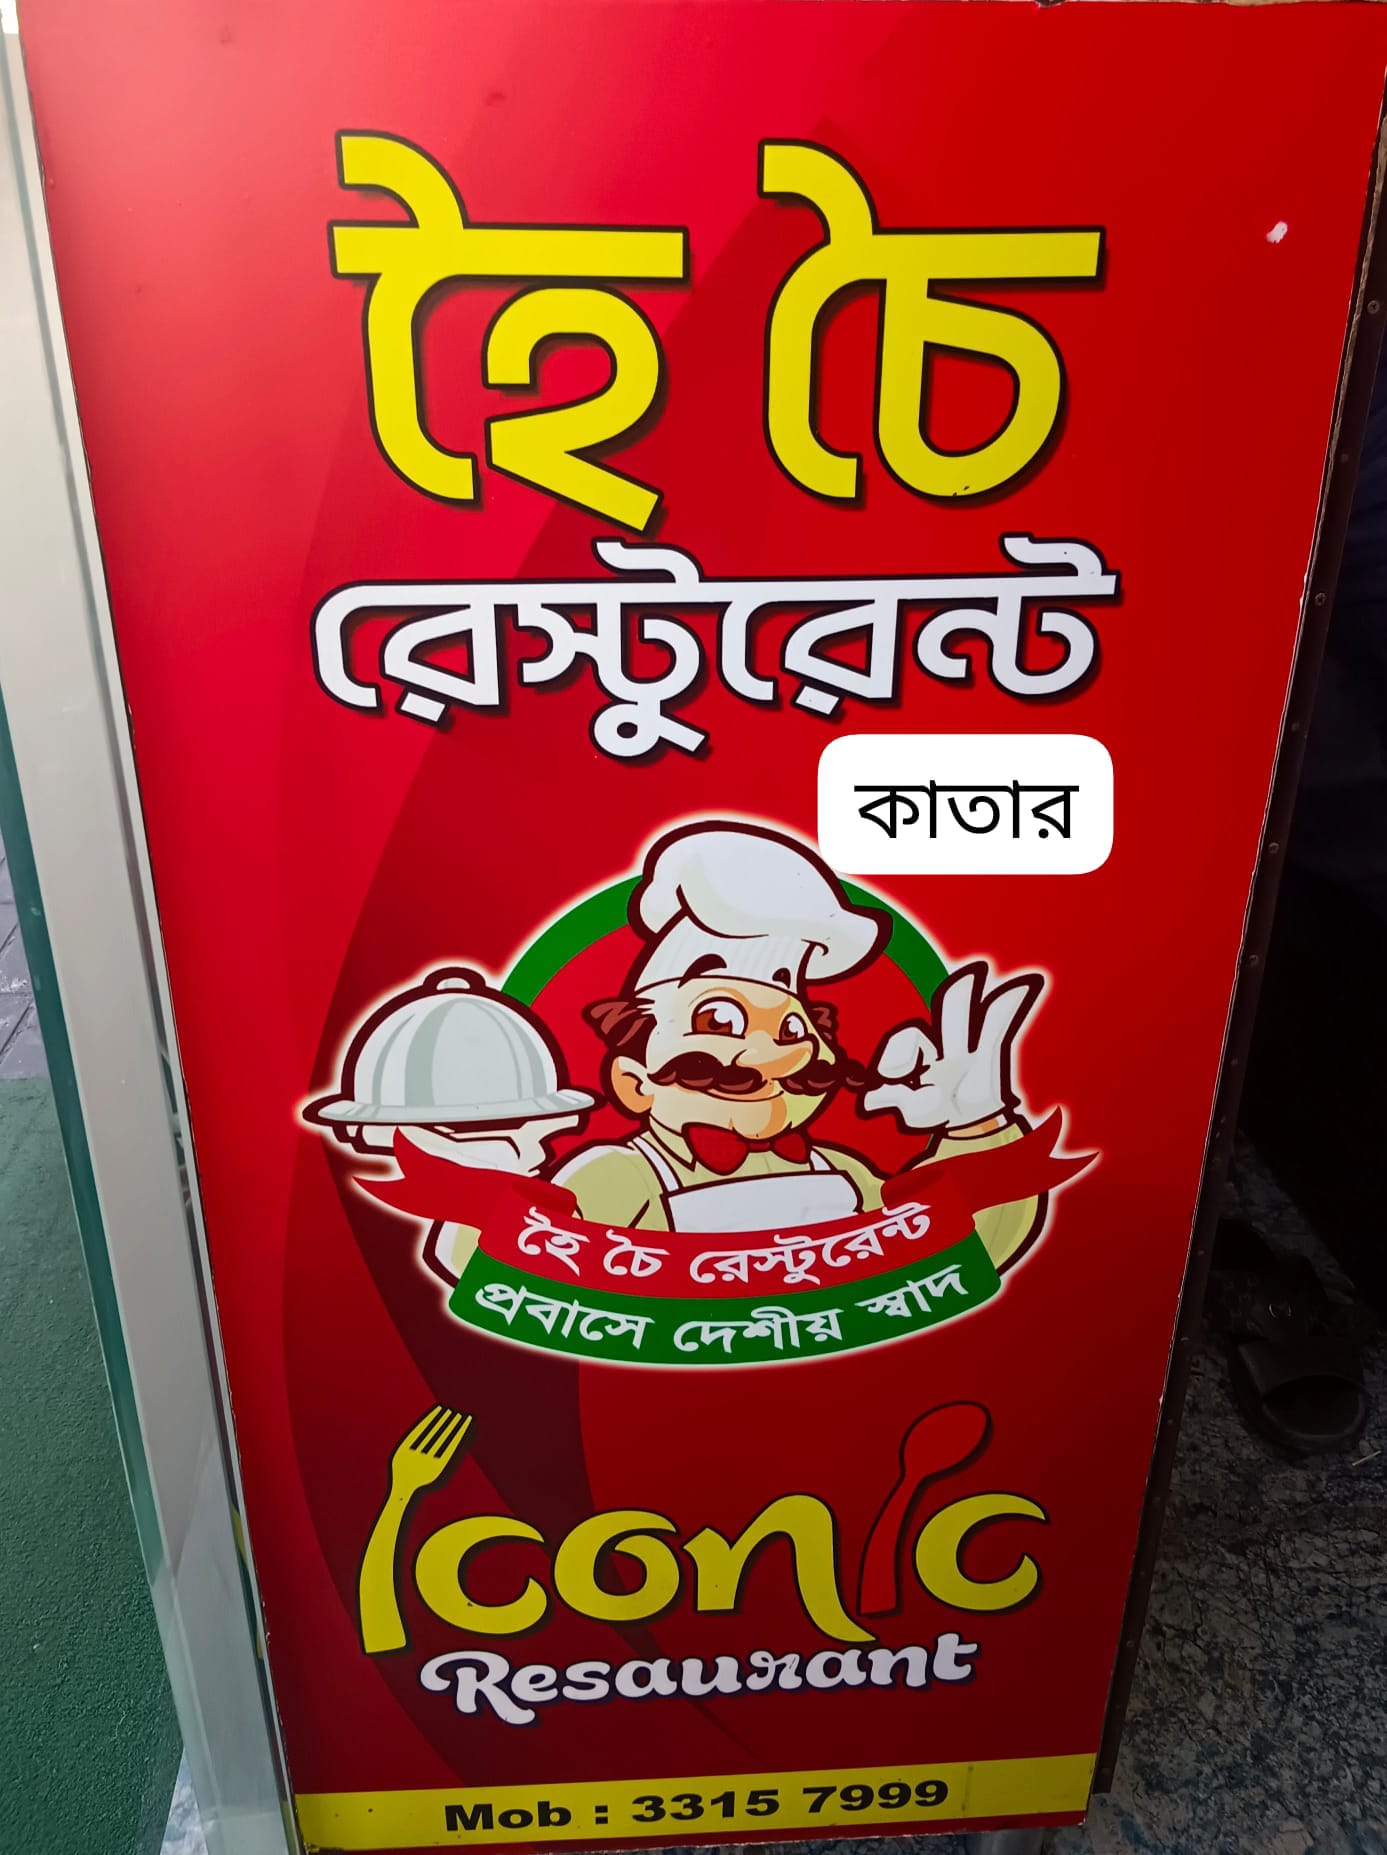 হৈ চৈ
রেস্টুরেন্ট
কাতার
হৈ চৈ রেস্টুরেন্ট
প্রবাসে দেশীয় স্বাদ
Iconic
Resaurant
Mob : 3315 7999